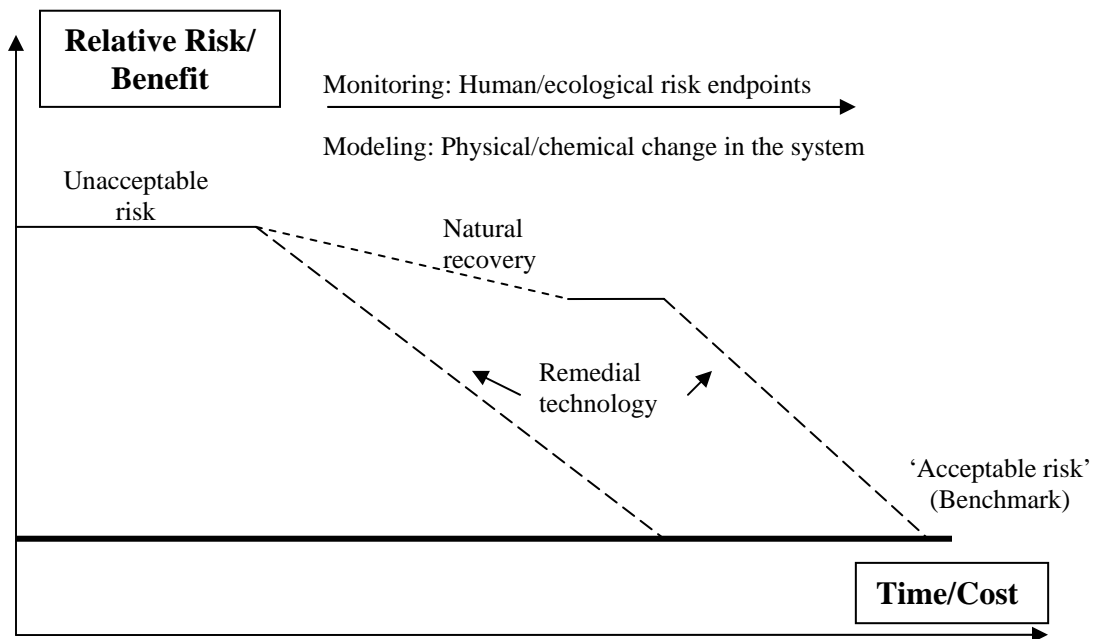 Relative Risk/
Benefit
Monitoring: Human/ecological risk endpoints
Modeling: Physical/chemical change in the system
Unacceptable
risk
Natural
recovery
Remedial
technology
‘Acceptable risk’
(Benchmark)
Time/Cost